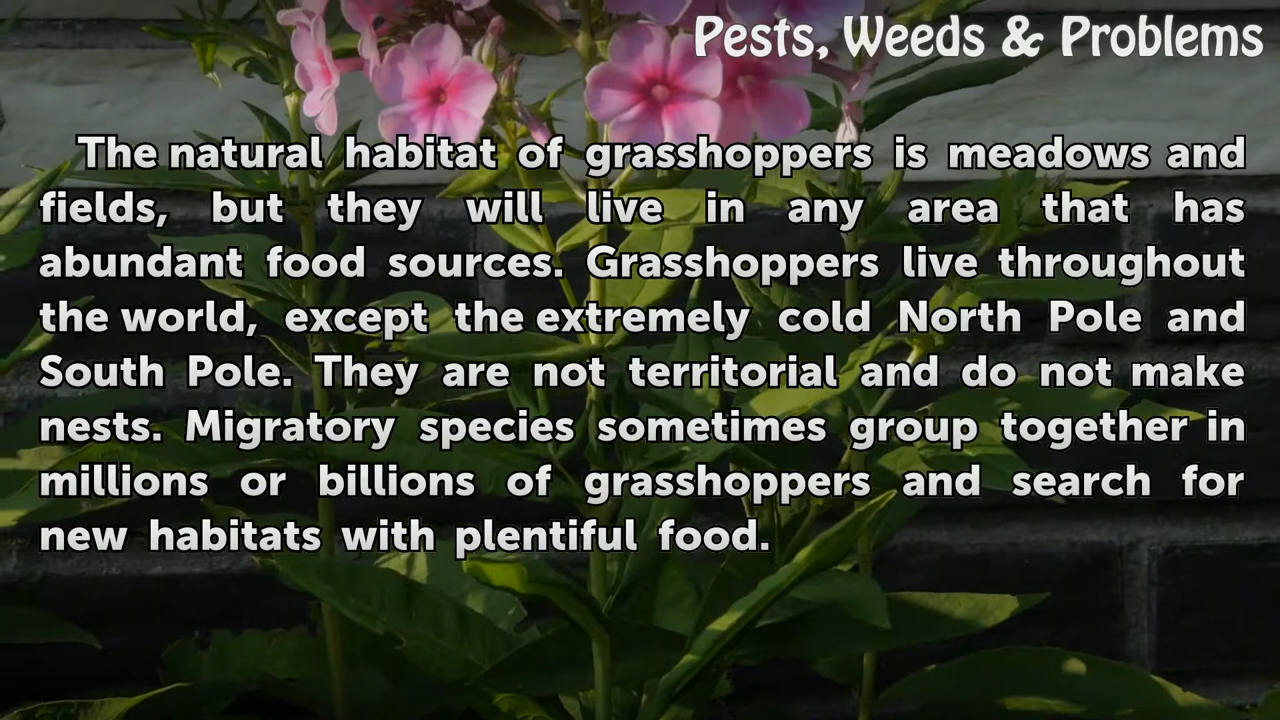 Pests, Weeds & Problems
The natural habitat of grasshoppers is meadows and
fields, but they will live in any area that has
abundant food sources. Grasshoppers live throughout
the world, except the extremely cold North Pole and
South Pole. They are not territorial and do not make
nests. Migratory species sometimes group together in
millions or billions of grasshoppers and search for
new habitats with plentiful food.